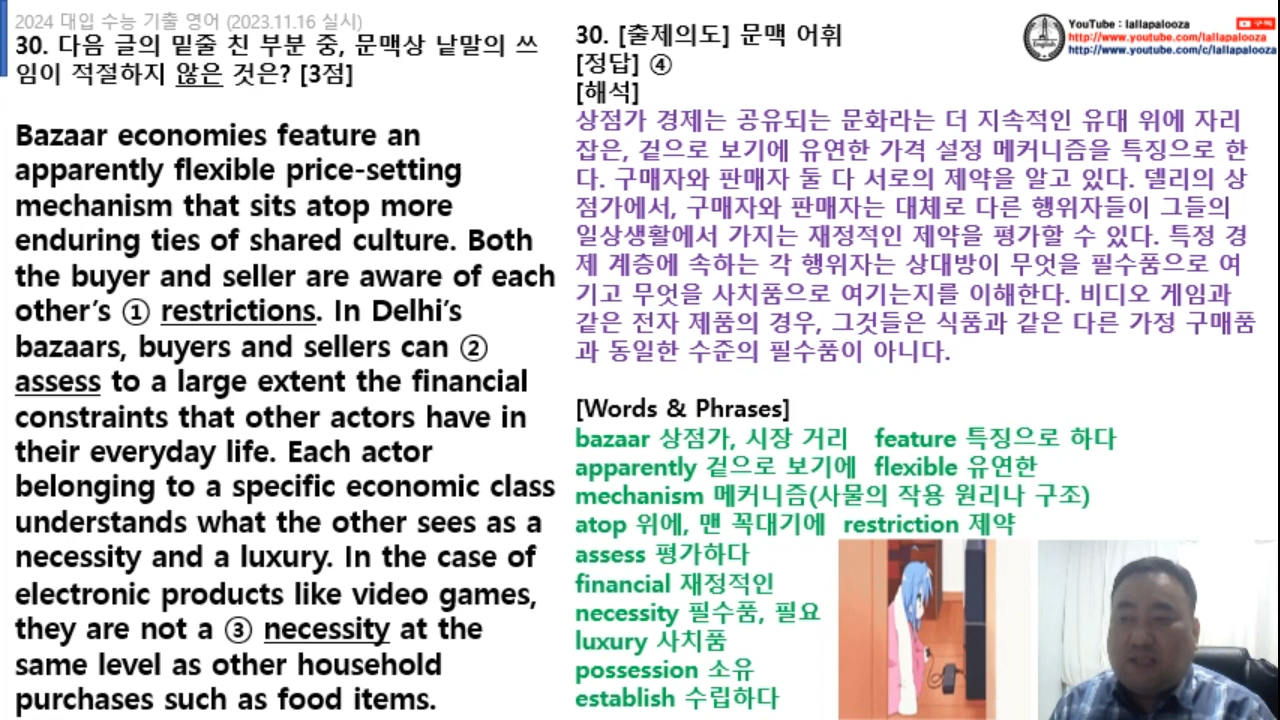 2024 대입 수능 기출 영어 (2023.11.16 실시)
30. 다음 글의 밑줄 친 부분 중, 문맥상 낱말의 쓰
임이 적절하지 않은 것은? [3점]
Bazaar economies feature an
apparently flexible price-setting
mechanism that sits atop more
enduring ties of shared culture. Both
the buyer and seller are aware of each
other’s ① restrictions. In Delhi’s
bazaars, buyers and sellers can ②
assess to a large extent the financial
constraints that other actors have in
their everyday life. Each actor
belonging to a specific economic class
understands what the other sees as a
necessity and a luxury. In the case of
electronic products like video games,
they are not a ③ necessity at the
same level as other household
purchases such as food items.
30. [출제의도] 문맥 어휘
[정답] ④
[해석]
상점가 경제는 공유되는 문화라는 더 지속적인 유대 위에 자리
잡은, 겉으로 보기에 유연한 가격 설정 메커니즘을 특징으로 한
다. 구매자와 판매자 둘 다 서로의 제약을 알고 있다. 델리의 상
점가에서, 구매자와 판매자는 대체로 다른 행위자들이 그들의
일상생활에서 가지는 재정적인 제약을 평가할 수 있다. 특정 경
제 계층에 속하는 각 행위자는 상대방이 무엇을 필수품으로 여
기고 무엇을 사치품으로 여기는지를 이해한다. 비디오 게임과
같은 전자 제품의 경우, 그것들은 식품과 같은 다른 가정 구매품
과 동일한 수준의 필수품이 아니다.
[Words & Phrases]
bazaar 상점가, 시장 거리 feature 특징으로 하다
apparently 겉으로 보기에 flexible 유연한
mechanism 메커니즘(사물의 작용 원리나 구조)
atop 위에, 맨 꼭대기에 restriction 제약
assess 평가하다
financial 재정적인
necessity 필수품, 필요
luxury 사치품
possession 소유
establish 수립하다
YouTube : lallapalooza
구독
http://www.youtube.com/lallapalooza
http://www.youtube.com/c/lallapalooza
English